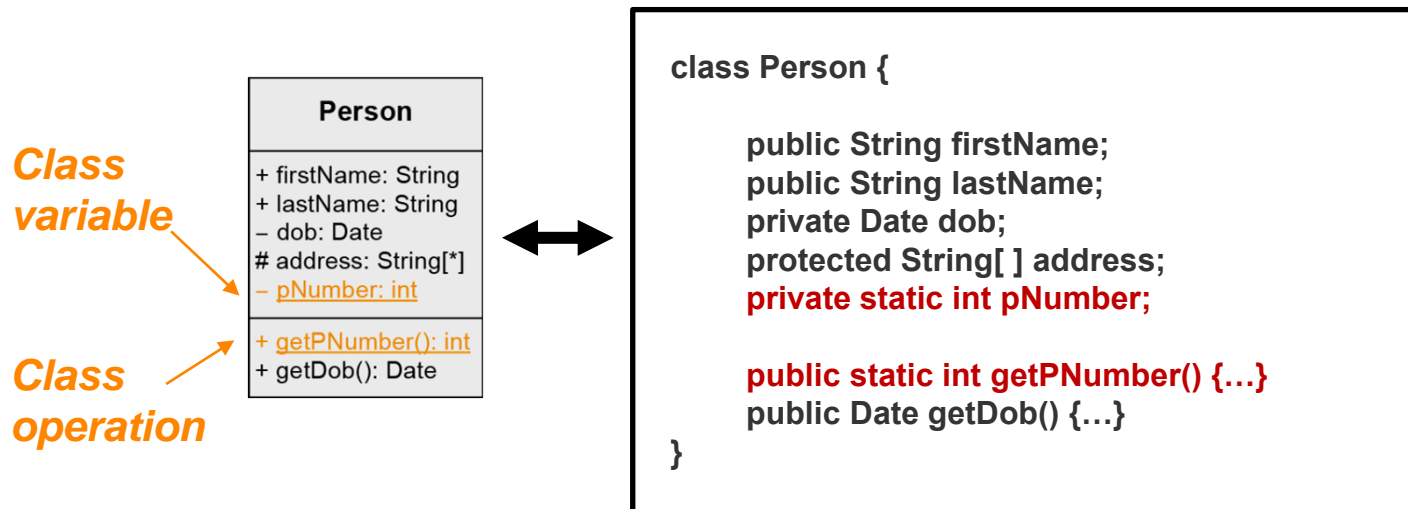 Class
variable
Class
operation
Person
+ firstName: String
+ lastName: String
– dob: Date
# address: String[*]
– pNumber: int
+ getPNumber(): int
+ getDob(): Date
class Person {
public String firstName;
public String lastName;
private Date dob;
protected String[ ] address;
private static int pNumber;
public static int getPNumber() {…}
public Date getDob() {…}
}